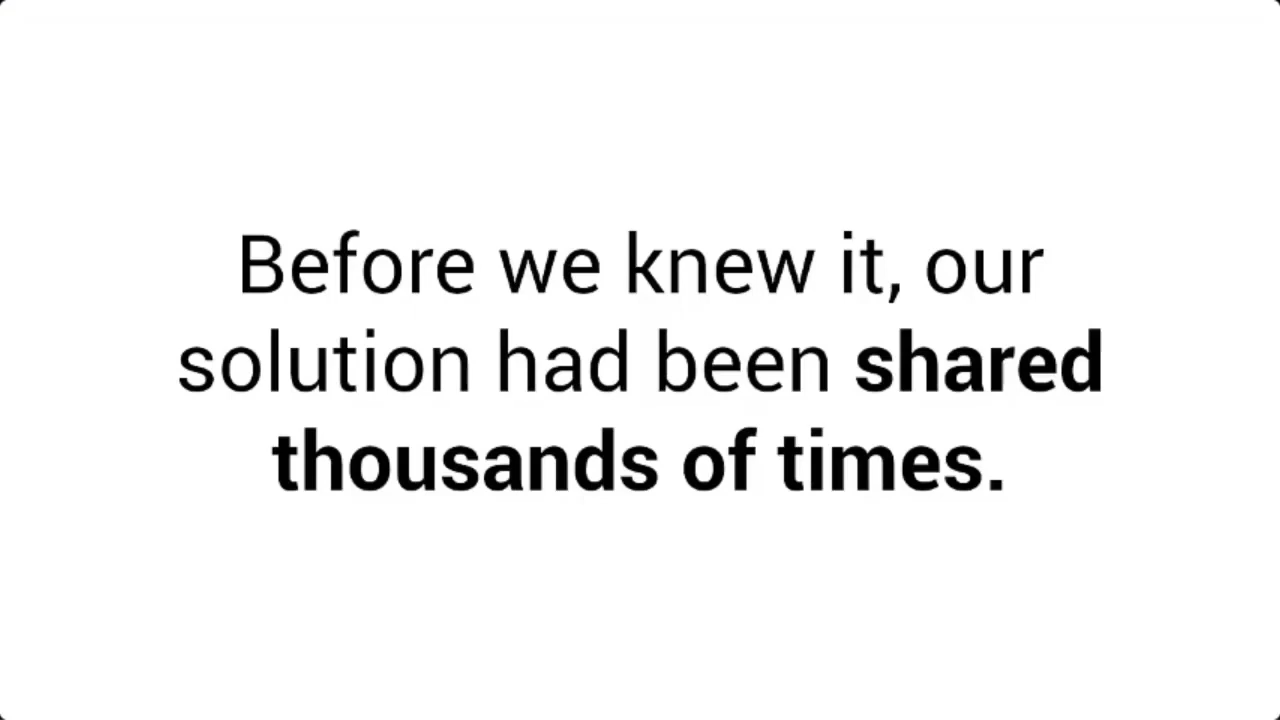 Before we knew it, our
solution had been shared
thousands of times.